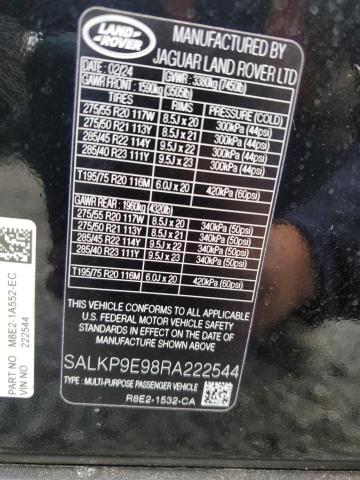 LAND ROVER
MANUFACTURED BY
JAGUAR LAND ROVER LTD
DATE: 02/24 GVWR: 3380kg (7450lb)
GAWR FRONT: 1590kg (3505lb)
TIRES RIMS PRESSURE (COLD)
275/55 R20 117W 8.5J x 20 300kPa (44psi)
275/50 R21 113Y 8.5J x 21 300kPa (44psi)
285/45 R22 114Y 9.5J x 22 300kPa (44psi)
285/40 R23 111Y 9.5J x 23 300kPa (44psi)
T195/75 R20 116M 6.0J x 20 420kPa (60psi)
GAWR REAR: 1960kg (4320lb)
275/55 R20 117W 8.5J x 20 340kPa (50psi)
275/50 R21 113Y 8.5J x 21 340kPa (50psi)
285/45 R22 114Y 9.5J x 22 340kPa (50psi)
285/40 R23 111Y 9.5J x 23 340kPa (50psi)
T195/75 R20 116M 6.0J x 20 420kPa (60psi)
THIS VEHICLE CONFORMS TO ALL APPLICABLE
U.S. FEDERAL MOTOR VEHICLE SAFETY STANDARDS
IN EFFECT ON THE DATE OF
MANUFACTURE SHOWN ABOVE
SALKP9E98RA222544
TYPE: MULTI-PURPOSE PASSENGER VEHICLE
R8E2-1532-CA
PART NO M8E2-1A552-EC
VIN NO 222544